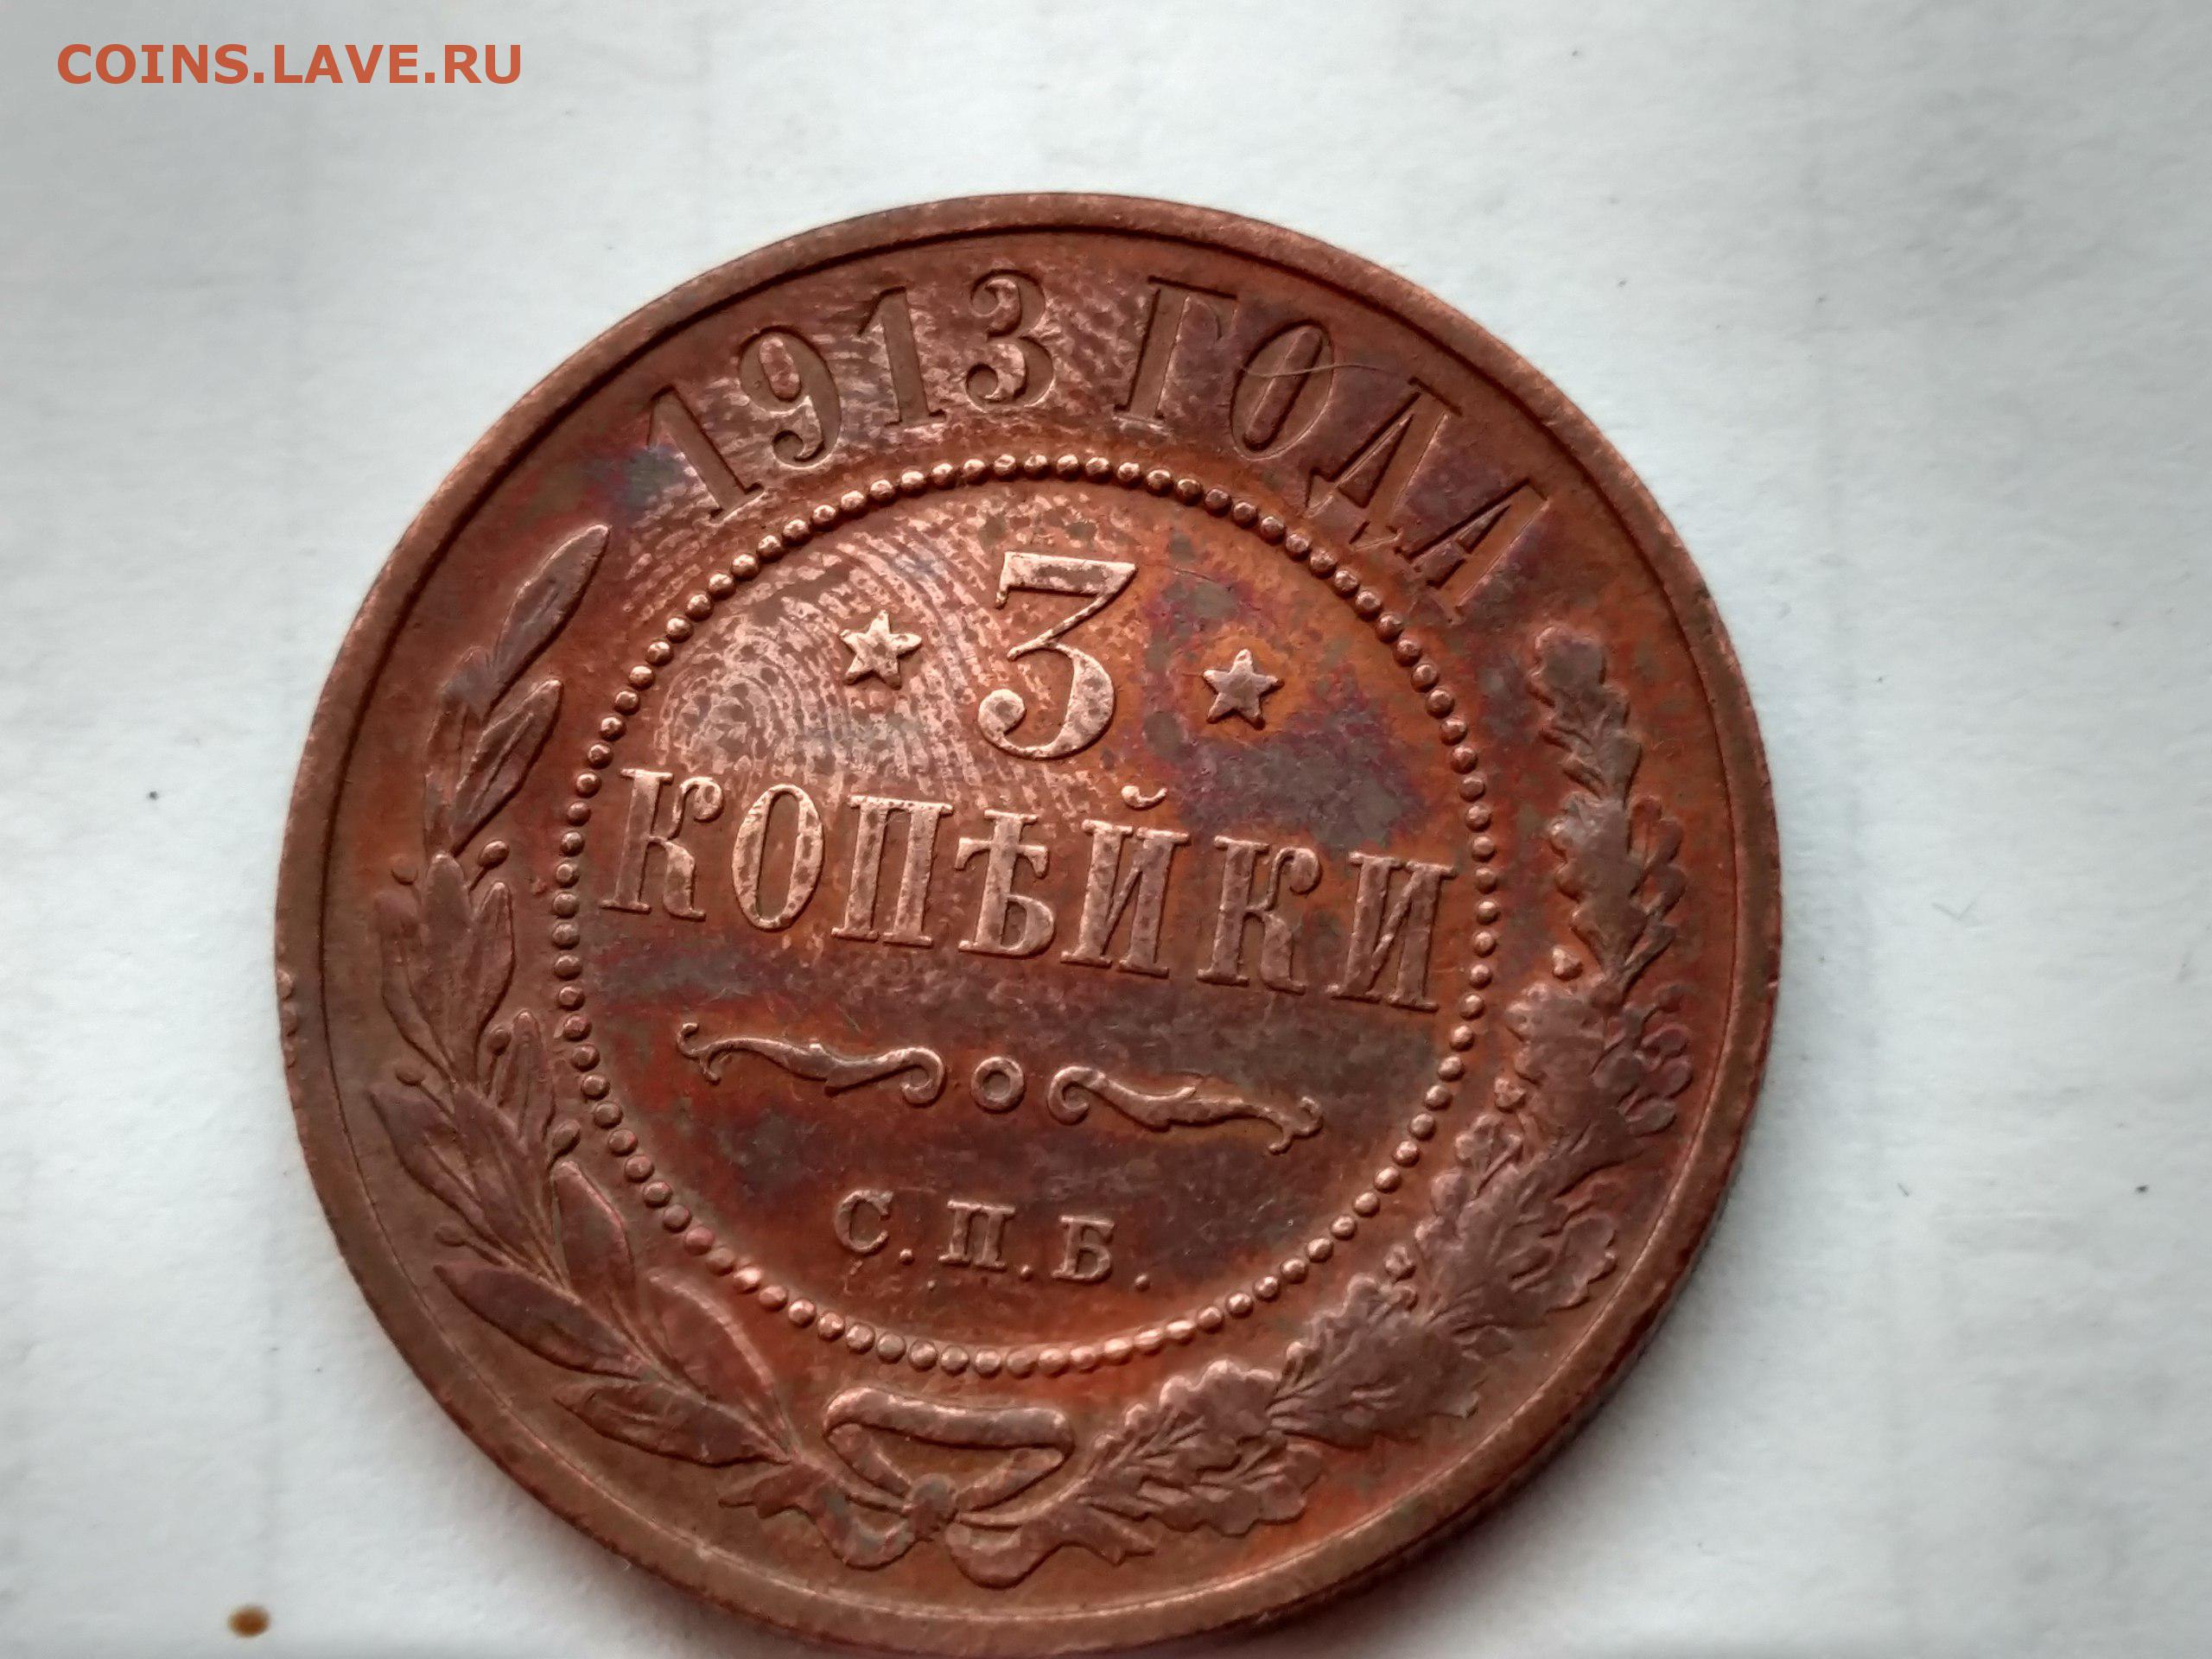 COINS.LAVE.RU
1913 ГОДА
3
КОПѢЙКИ
С.П.Б.